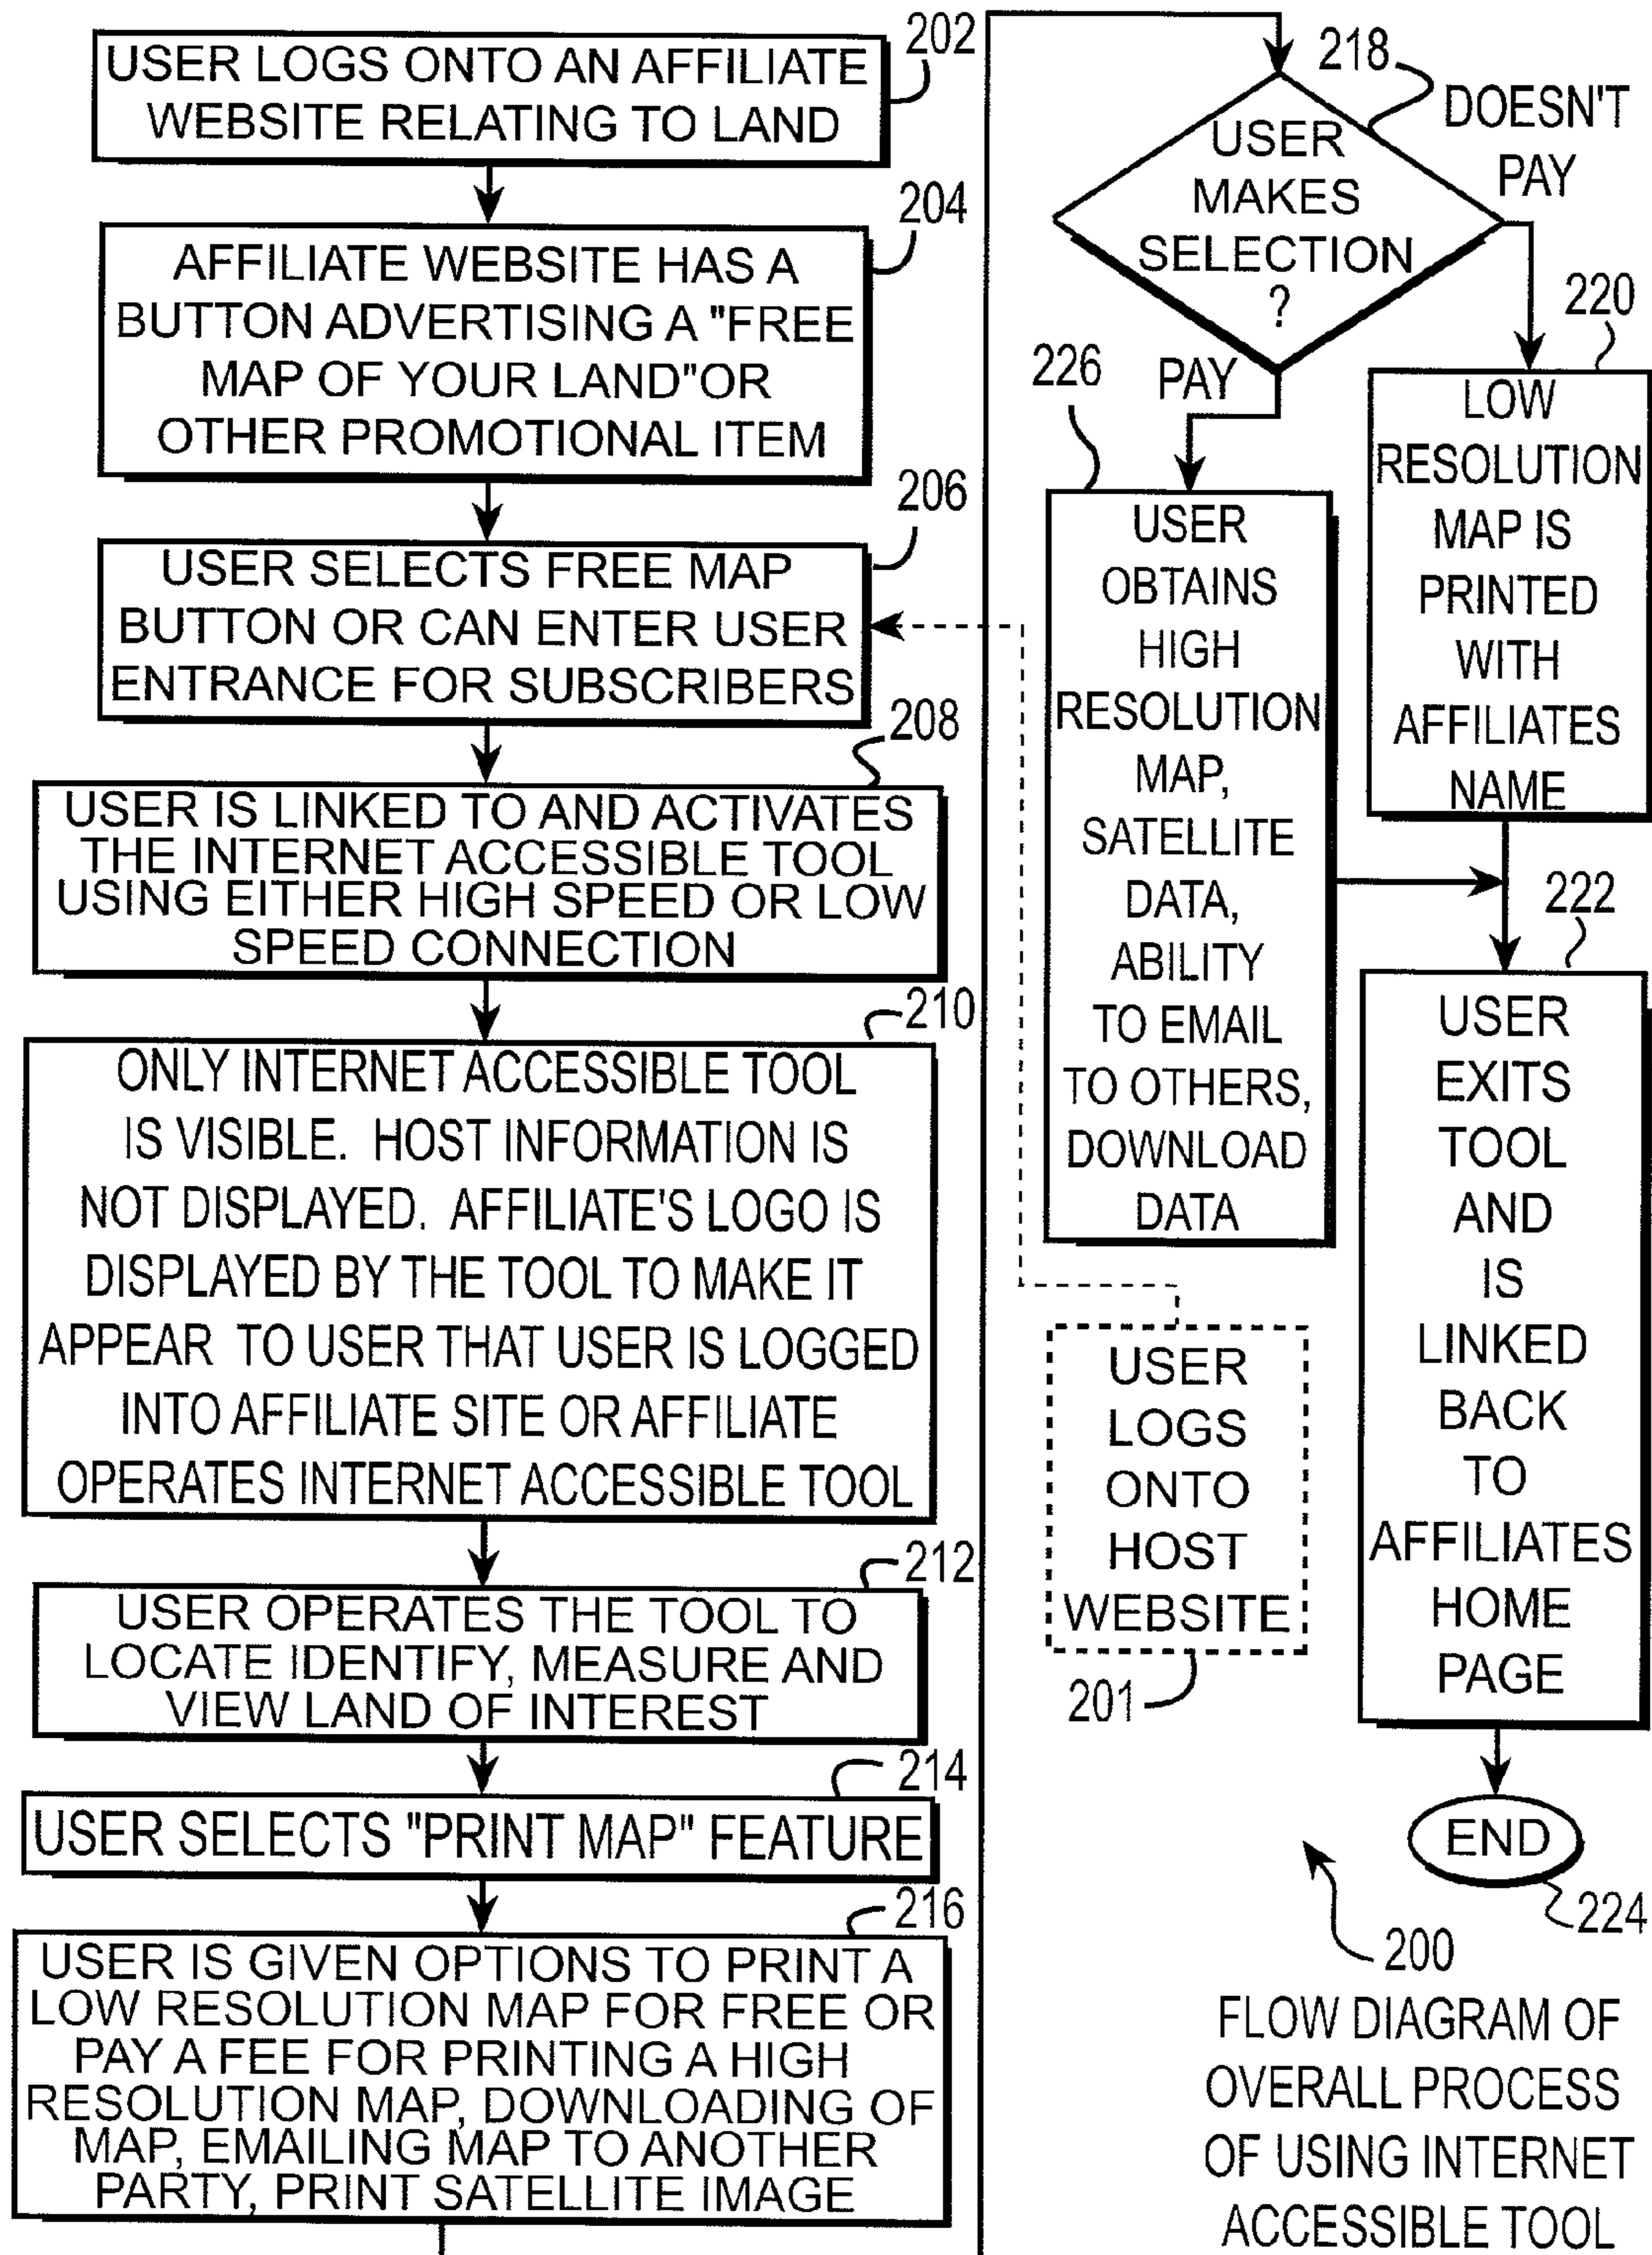 202
USER LOGS ONTO AN AFFILIATE
WEBSITE RELATING TO LAND
204
AFFILIATE WEBSITE HAS A
BUTTON ADVERTISING A "FREE
MAP OF YOUR LAND"OR
OTHER PROMOTIONAL ITEM
206
USER SELECTS FREE MAP
BUTTON OR CAN ENTER USER
ENTRANCE FOR SUBSCRIBERS
208
USER IS LINKED TO AND ACTIVATES
THE INTERNET ACCESSIBLE TOOL
USING EITHER HIGH SPEED OR LOW
SPEED CONNECTION
210
ONLY INTERNET ACCESSIBLE TOOL
IS VISIBLE. HOST INFORMATION IS
NOT DISPLAYED. AFFILIATE'S LOGO IS
DISPLAYED BY THE TOOL TO MAKE IT
APPEAR TO USER THAT USER IS LOGGED
INTO AFFILIATE SITE OR AFFILIATE
OPERATES INTERNET ACCESSIBLE TOOL
212
USER OPERATES THE TOOL TO
LOCATE IDENTIFY, MEASURE AND
VIEW LAND OF INTEREST
214
USER SELECTS "PRINT MAP" FEATURE
216
USER IS GIVEN OPTIONS TO PRINT A
LOW RESOLUTION MAP FOR FREE OR
PAY A FEE FOR PRINTING A HIGH
RESOLUTION MAP, DOWNLOADING OF
MAP, EMAILING MAP TO ANOTHER
PARTY, PRINT SATELLITE IMAGE
218
USER
MAKES
SELECTION
?
DOESN'T
PAY
PAY
220
LOW
RESOLUTION
MAP IS
PRINTED
WITH
AFFILIATES
NAME
226
USER
OBTAINS
HIGH
RESOLUTION
MAP,
SATELLITE
DATA,
ABILITY
TO EMAIL
TO OTHERS,
DOWNLOAD
DATA
USER
LOGS
ONTO
HOST
WEBSITE
201
222
USER
EXITS
TOOL
AND
IS
LINKED
BACK
TO
AFFILIATES
HOME
PAGE
END
224
200
FLOW DIAGRAM OF
OVERALL PROCESS
OF USING INTERNET
ACCESSIBLE TOOL